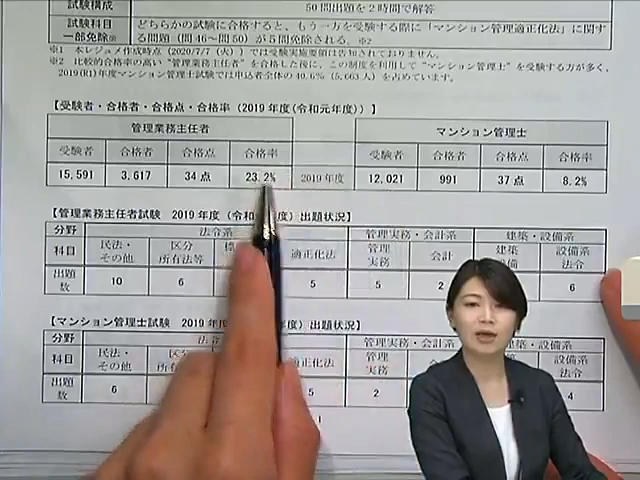 試験構成 50問出題を2時間で解答
試験科目 どちらかの試験に合格すると、もう一方を受験する際に「マンション管理適正化法」に関す
一部免除※ る問題（問46〜問50）が5問免除される。※2
※1 本レジュメ作成時点（2020/7/7（火））では受験実施要領は告知されておりません。
※2 比較的合格率の高い“管理業務主任者”を合格した後に、この制度を利用して“マンション管理士”を受験する方が多く、
2019(R1)年度マンション管理士試験では申込者全体の40.6%（5,663人）を占めています。
【受験者・合格者・合格点・合格率（2019年度(令和元年度)）】
管理業務主任者 マンション管理士
受験者 合格者 合格点 合格率 受験者 合格者 合格点 合格率
15,591 3,617 34点 23.2% 2019年度 12,021 991 37点 8.2%
【管理業務主任者試験 2019年度（令和 度）出題状況】
分野 法令系 管理実務・会計系 建築・設備系
科目 民法・その他 区分所有法等 標 適正化法 管理実務 会計 建築 設備系法令
出題数 10 6 5 5 2 6
【マンション管理士試験 2019年度 年度）出題状況】
分野 法令 管理実務・会計系 建築・設備系
科目 民法・その他 区分 適正化法 管理実務 設備系法令
出題数 6 5 2 4